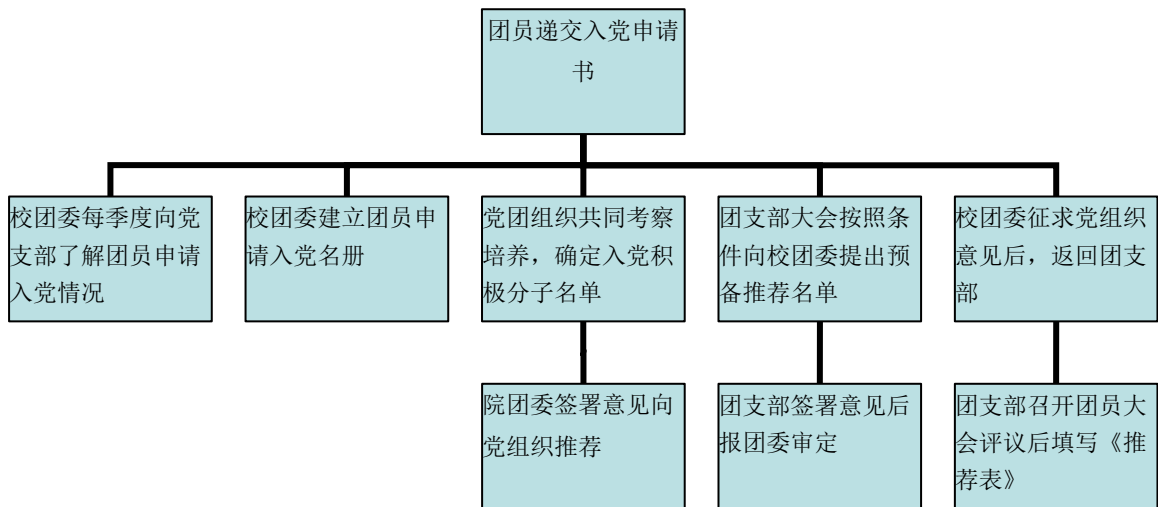 团员递交入党申请
书
校团委每季度向党
支部了解团员申请
入党情况
校团委建立团员申
请入党名册
党团组织共同考察
培养，确定入党积
极分子名单
团支部大会按照条
件向校团委提出预
备推荐名单
校团委征求党组织
意见后，返回团支
部
院团委签署意见向
党组织推荐
团支部签署意见后
报团委审定
团支部召开团员大
会评议后填写《推
荐表》